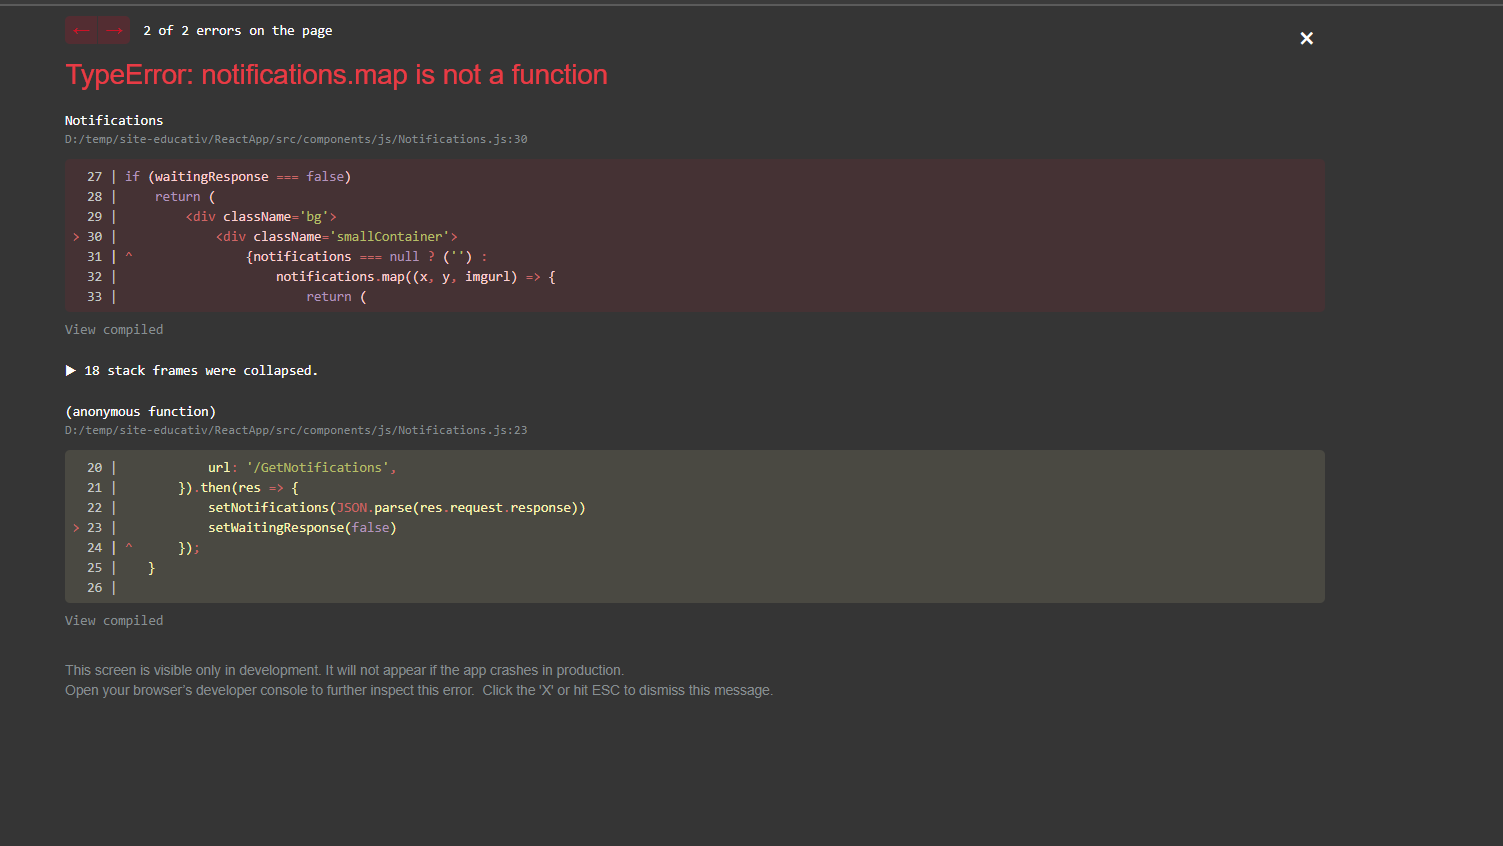 ← → 2 of 2 errors on the page ×
TypeError: notifications.map is not a function
Notifications
D:/temp/site-educativ/ReactApp/src/components/js/Notifications.js:30
27 | if (waitingResponse === false)
28 |     return (
29 |         <div className='bg'>
> 30 |             <div className='smallContainer'>
31 | ^               {notifications === null ? ('') :
32 |                     notifications.map((x, y, imgurl) => {
33 |                         return (
View compiled
▶ 18 stack frames were collapsed.
(anonymous function)
D:/temp/site-educativ/ReactApp/src/components/js/Notifications.js:23
20 |            url: '/GetNotifications',
21 |        }).then(res => {
22 |            setNotifications(JSON.parse(res.request.response))
> 23 |            setWaitingResponse(false)
24 | ^      });
25 |    }
26 |
View compiled
This screen is visible only in development. It will not appear if the app crashes in production.
Open your browser's developer console to further inspect this error.  Click the 'X' or hit ESC to dismiss this message.